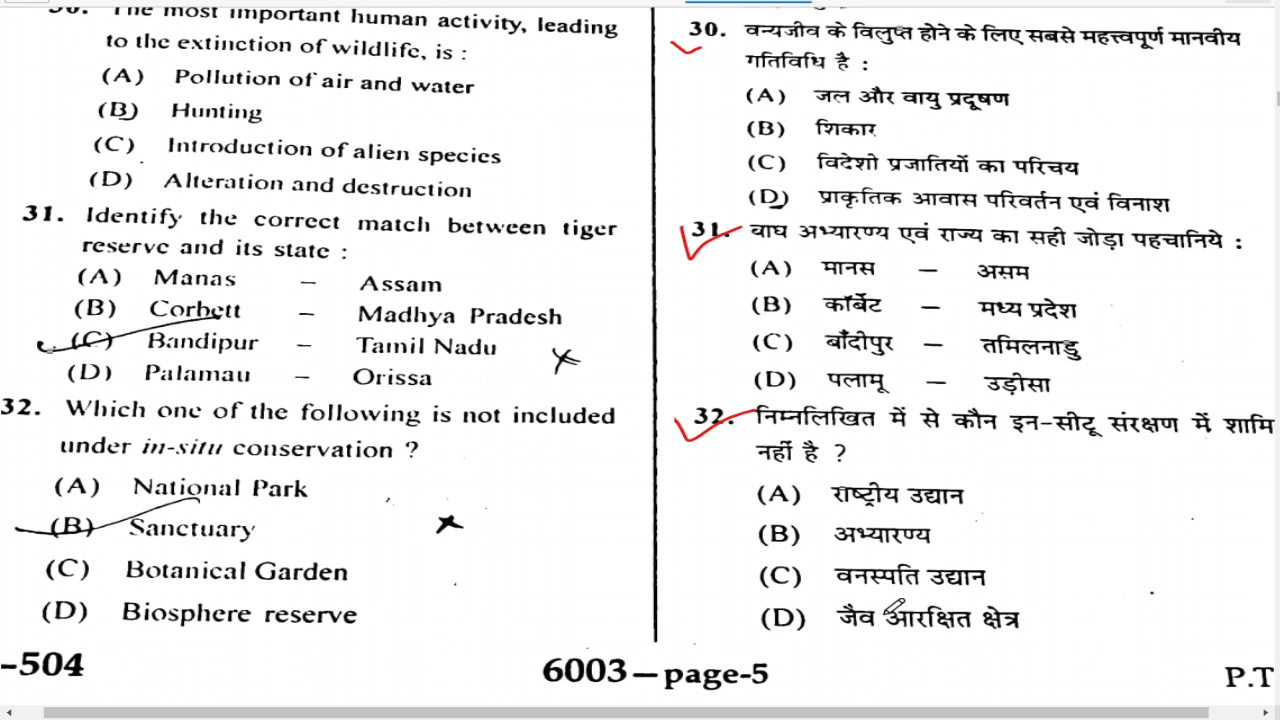 30. The most important human activity, leading
to the extinction of wildlife, is :
(A) Pollution of air and water
(B) Hunting
(C) Introduction of alien species
(D) Alteration and destruction
31. Identify the correct match between tiger
reserve and its state :
(A) Manas – Assam
(B) Corbett – Madhya Pradesh
(C) Bandipur – Tamil Nadu
(D) Palamau – Orissa
32. Which one of the following is not included
under in-situ conservation ?
(A) National Park
(B) Sanctuary
(C) Botanical Garden
(D) Biosphere reserve
30. वन्यजीव के विलुप्त होने के लिए सबसे महत्त्वपूर्ण मानवीय
गतिविधि है :
(A) जल और वायु प्रदूषण
(B) शिकार
(C) विदेशी प्रजातियों का परिचय
(D) प्राकृतिक आवास परिवर्तन एवं विनाश
31. बाघ अभ्यारण्य एवं राज्य का सही जोड़ा पहचानिये :
(A) मानस – असम
(B) कॉर्बेट – मध्य प्रदेश
(C) बाँदीपुर – तमिलनाडु
(D) पलामू – उड़ीसा
32. निम्नलिखित में से कौन इन-सीटू संरक्षण में शामि
नहीं है ?
(A) राष्ट्रीय उद्यान
(B) अभ्यारण्य
(C) वनस्पति उद्यान
(D) जैव आरक्षित क्षेत्र
-504 6003—page-5 P.T